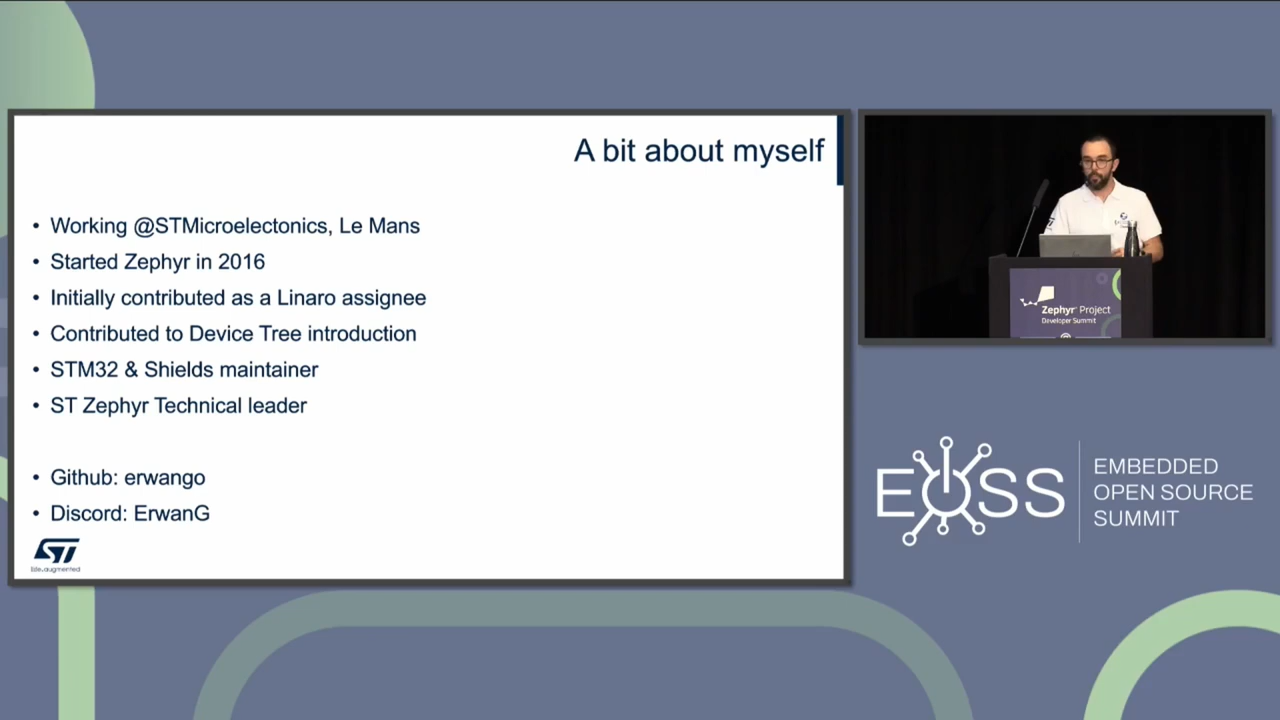 A bit about myself
• Working @STMicroelectonics, Le Mans
• Started Zephyr in 2016
• Initially contributed as a Linaro assignee
• Contributed to Device Tree introduction
• STM32 & Shields maintainer
• ST Zephyr Technical leader
• Github: erwango
• Discord: ErwanG
ST
life.augmented
Zephyr® Project
Developer Summit
EOSS
EMBEDDED
OPEN SOURCE
SUMMIT